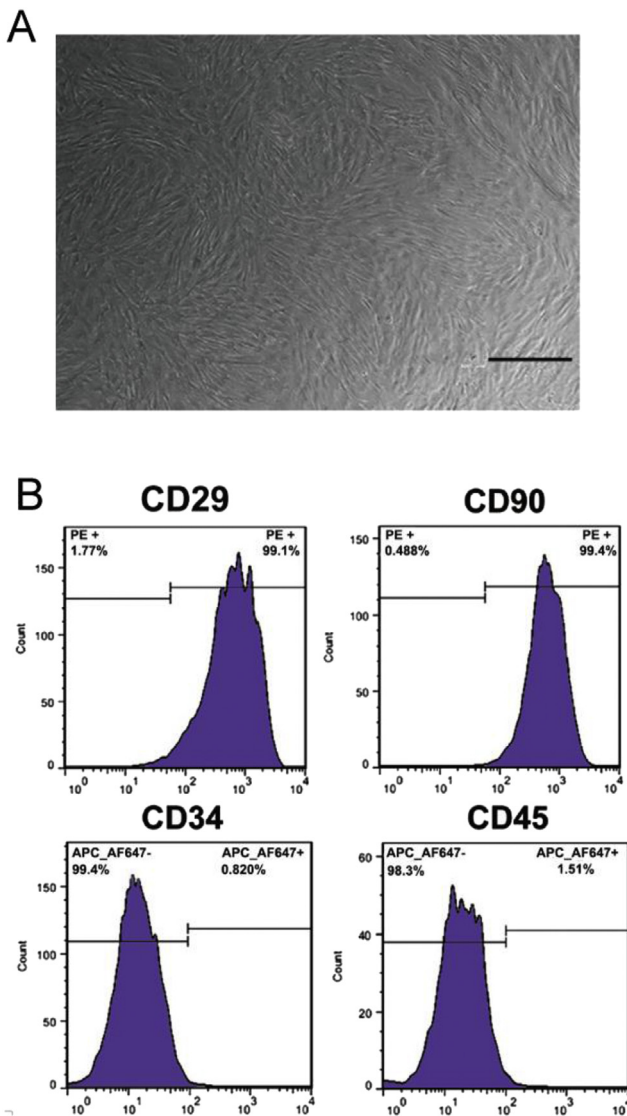 A
B
CD29
CD90
PE +
1.77%
PE +
99.1%
150
100
50
0
Count
10⁰ 10¹ 10² 10³ 10⁴
PE +
0.488%
PE +
99.4%
150
100
50
0
Count
10⁰ 10¹ 10² 10³ 10⁴
CD34
CD45
APC_AF647-
99.4%
APC_AF647+
0.820%
150
100
50
0
Count
10⁰ 10¹ 10² 10³ 10⁴
APC_AF647-
98.3%
APC_AF647+
1.51%
60
40
20
0
Count
10⁰ 10¹ 10² 10³ 10⁴